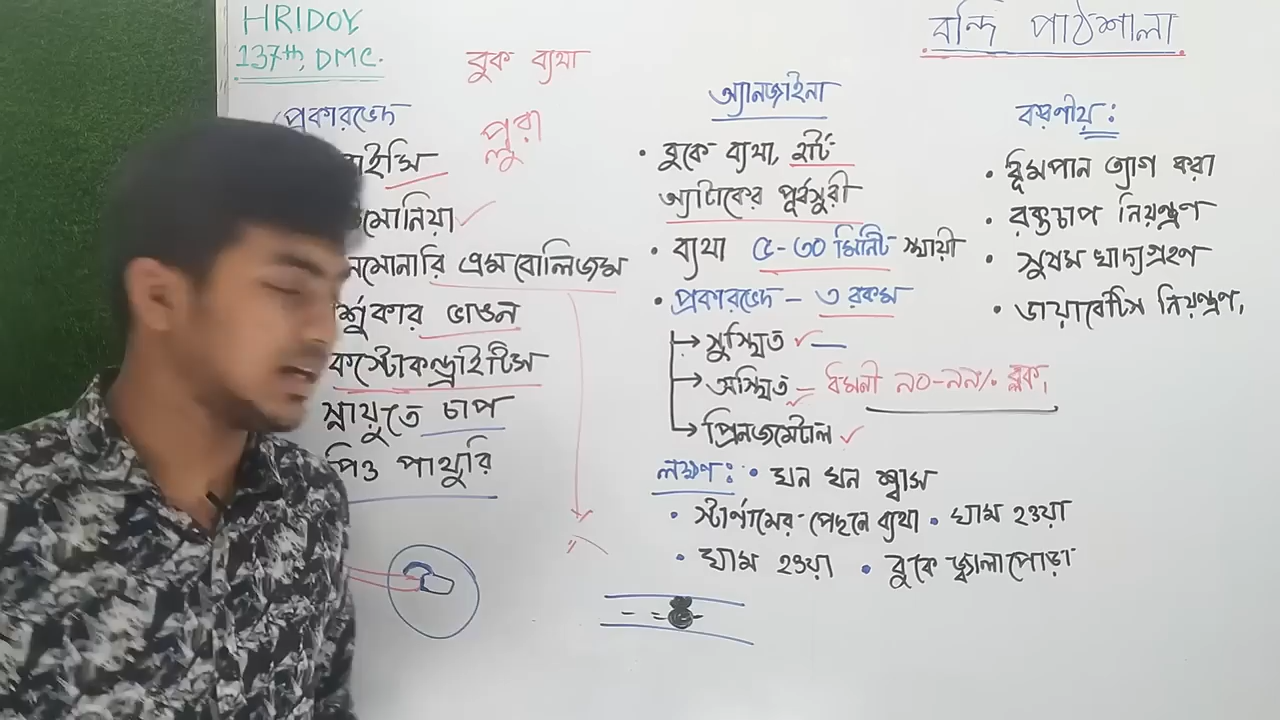 HRIDOY
137th, DMC.
বুক ব্যথা
প্লুরা
প্রকারভেদ
ইসি
মোনিয়া
নমোনারি এমবোলিজম
র্শুকার ভাঙন
কস্টোকন্ড্রাইটিস
স্নায়ুতে চাপ
পিত্ত পাথুরি
অ্যানজাইনা
• বুকে ব্যথা, হার্ট
অ্যাটাকের পূর্বসুরী
• ব্যথা ৫-৩০ মিনিট স্থায়ী
• প্রকারভেদ – ৩ রকম
→ সুস্থিত –
→ অস্থিত – ধমনী ৯০-৯৯% ব্লক,
→ প্রিনজমেটাল
লক্ষণ: • ঘন ঘন শ্বাস
• স্টার্ণামের পেছনে ব্যথা • ঘাম হওয়া
• ঘাম হওয়া • বুকে জ্বালাপোড়া
বন্দি পাঠশালা
করণীয়:
• ধূমপান ত্যাগ করা
• রক্তচাপ নিয়ন্ত্রণ
• সুষম খাদ্যগ্রহণ
• ডায়াবেটিস নিয়ন্ত্রণ,